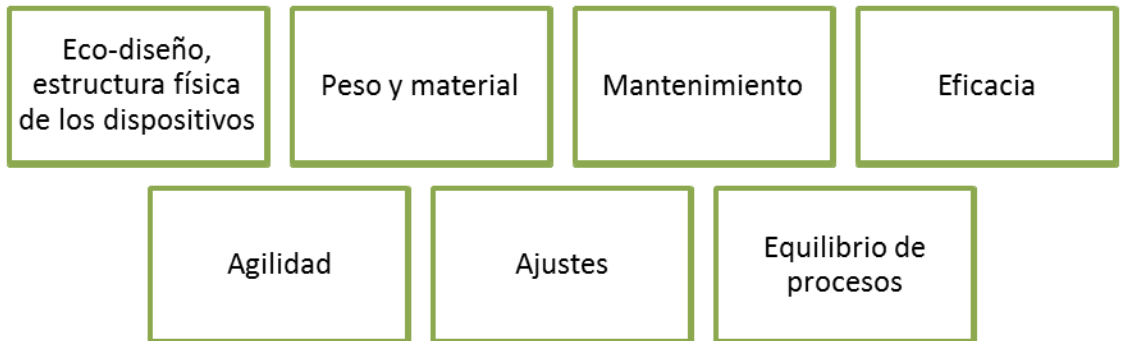 Eco-diseño,
estructura física
de los dispositivos
Peso y material
Mantenimiento
Eficacia
Agilidad
Ajustes
Equilibrio de
procesos